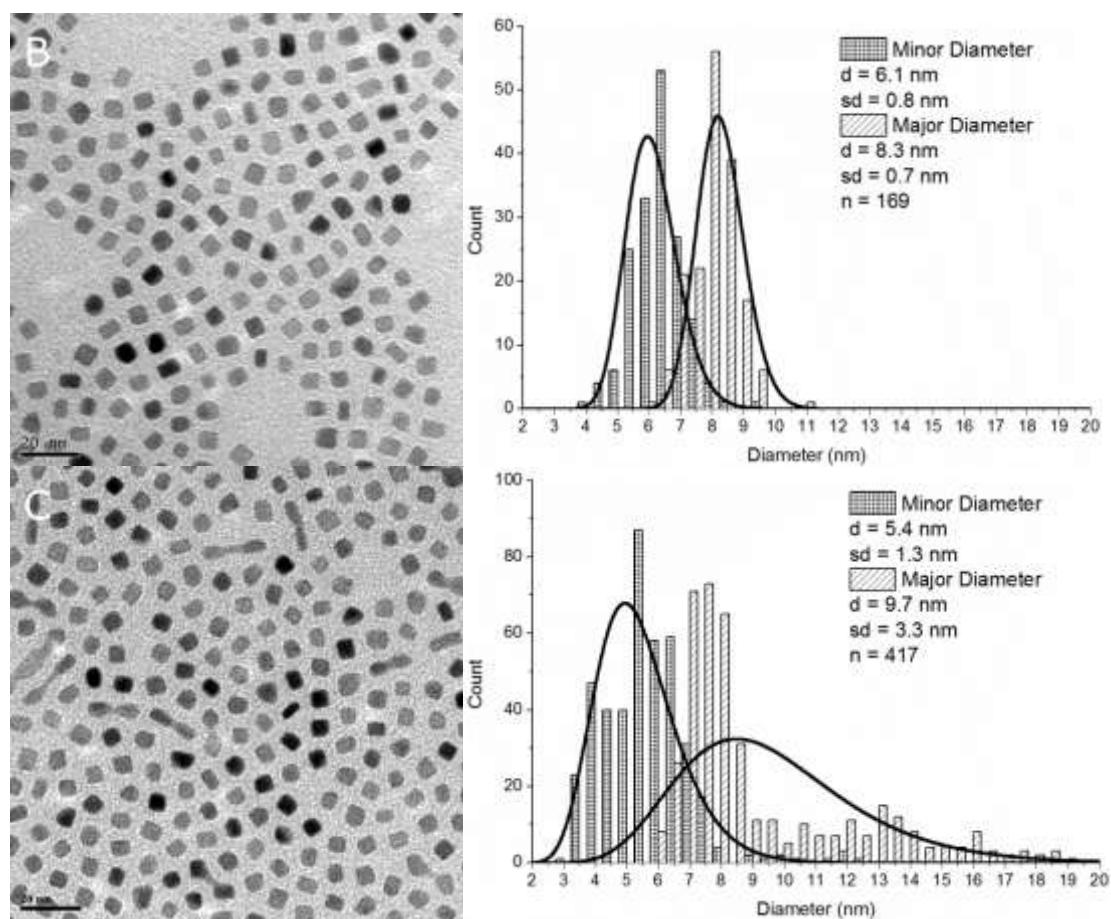 B
20 nm
60
50
40
30
20
10
0
Count
2 3 4 5 6 7 8 9 10 11 12 13 14 15 16 17 18 19 20
Diameter (nm)
Minor Diameter
d = 6.1 nm
sd = 0.8 nm
Major Diameter
d = 8.3 nm
sd = 0.7 nm
n = 169
C
20 nm
100
80
60
40
20
0
Count
2 3 4 5 6 7 8 9 10 11 12 13 14 15 16 17 18 19 20
Diameter (nm)
Minor Diameter
d = 5.4 nm
sd = 1.3 nm
Major Diameter
d = 9.7 nm
sd = 3.3 nm
n = 417